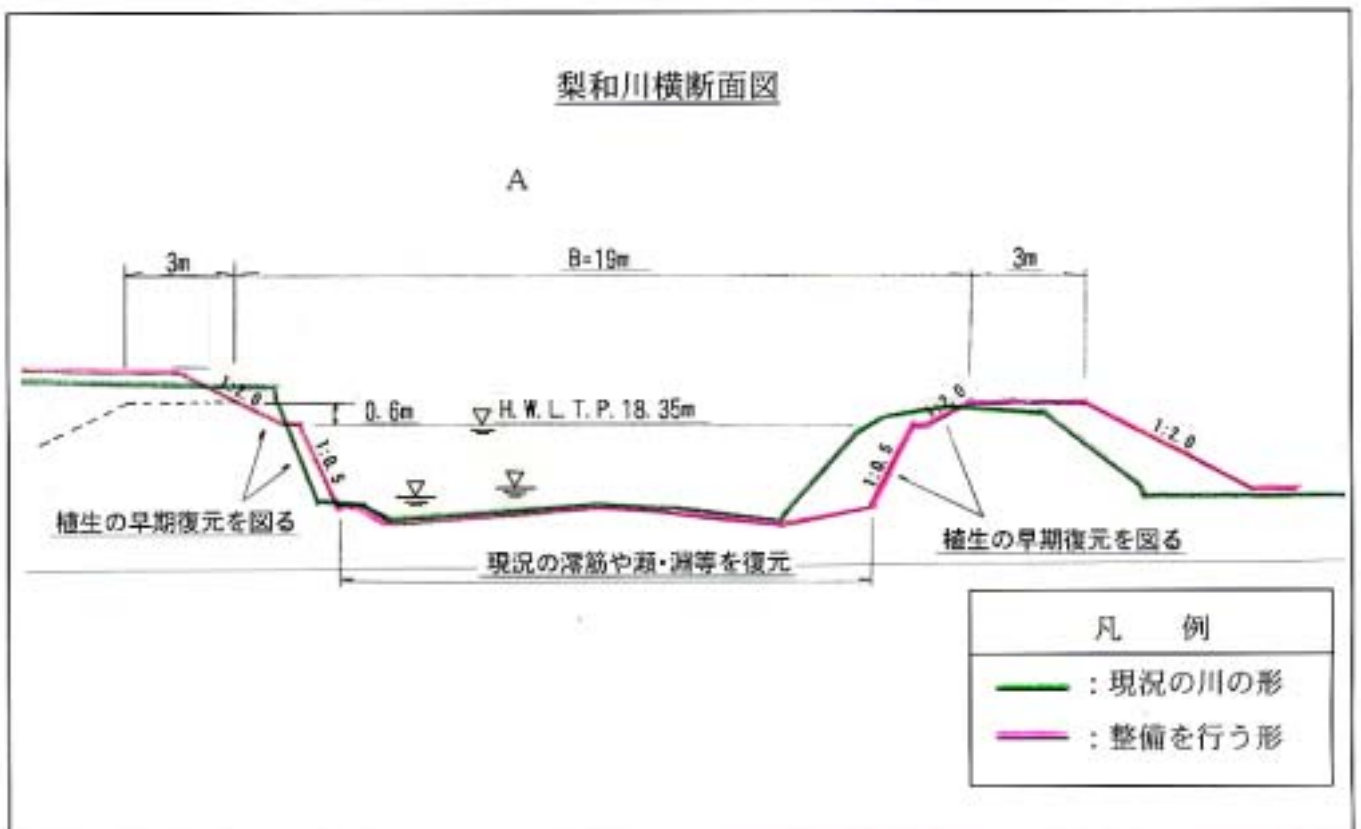 梨和川横断面図
A
3m
B=19m
3m
1:2.0
0.6m
H.W.L.T.P.18.35m
1:2.0
1:0.5
1:0.5
1:2.0
植生の早期復元を図る
植生の早期復元を図る
現況の澪筋や瀬・淵等を復元
凡 例
：現況の川の形
：整備を行う形